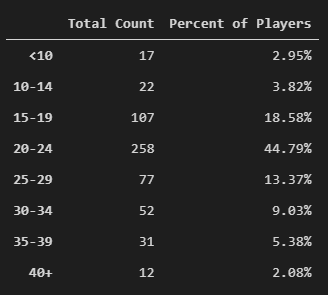 Total Count Percent of Players
<10 17 2.95%
10-14 22 3.82%
15-19 107 18.58%
20-24 258 44.79%
25-29 77 13.37%
30-34 52 9.03%
35-39 31 5.38%
40+ 12 2.08%